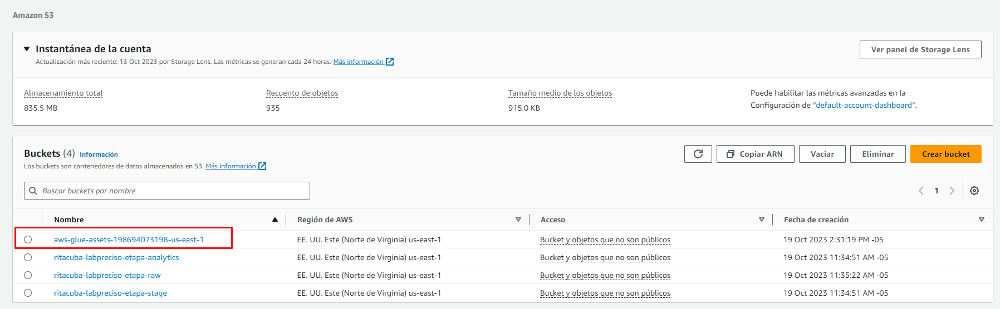 Amazon S3
Instantánea de la cuenta
Ver panel de Storage Lens
Actualización más reciente: 13 Oct 2023 por Storage Lens. Las métricas se generan cada 24 horas. Más información
Almacenamiento total
835.5 MB
Recuento de objetos
935
Tamaño medio de los objetos
915.0 KB
Puede habilitar las métricas avanzadas en la
Configuración de “default-account-dashboard”.
Buckets (4) Información
Los buckets son contenedores de datos almacenados en S3. Más información
Copiar ARN
Vaciar
Eliminar
Crear bucket
Buscar buckets por nombre
1
Nombre Región de AWS Acceso Fecha de creación
aws-glue-assets-198694073198-us-east-1 EE. UU. Este (Norte de Virginia) us-east-1 Bucket y objetos que no son públicos 19 Oct 2023 2:31:19 PM -05
ritacuba-labpreciso-etapa-analytics EE. UU. Este (Norte de Virginia) us-east-1 Bucket y objetos que no son públicos 19 Oct 2023 11:34:51 AM -05
ritacuba-labpreciso-etapa-raw EE. UU. Este (Norte de Virginia) us-east-1 Bucket y objetos que no son públicos 19 Oct 2023 11:35:22 AM -05
ritacuba-labpreciso-etapa-stage EE. UU. Este (Norte de Virginia) us-east-1 Bucket y objetos que no son públicos 19 Oct 2023 11:34:51 AM -05